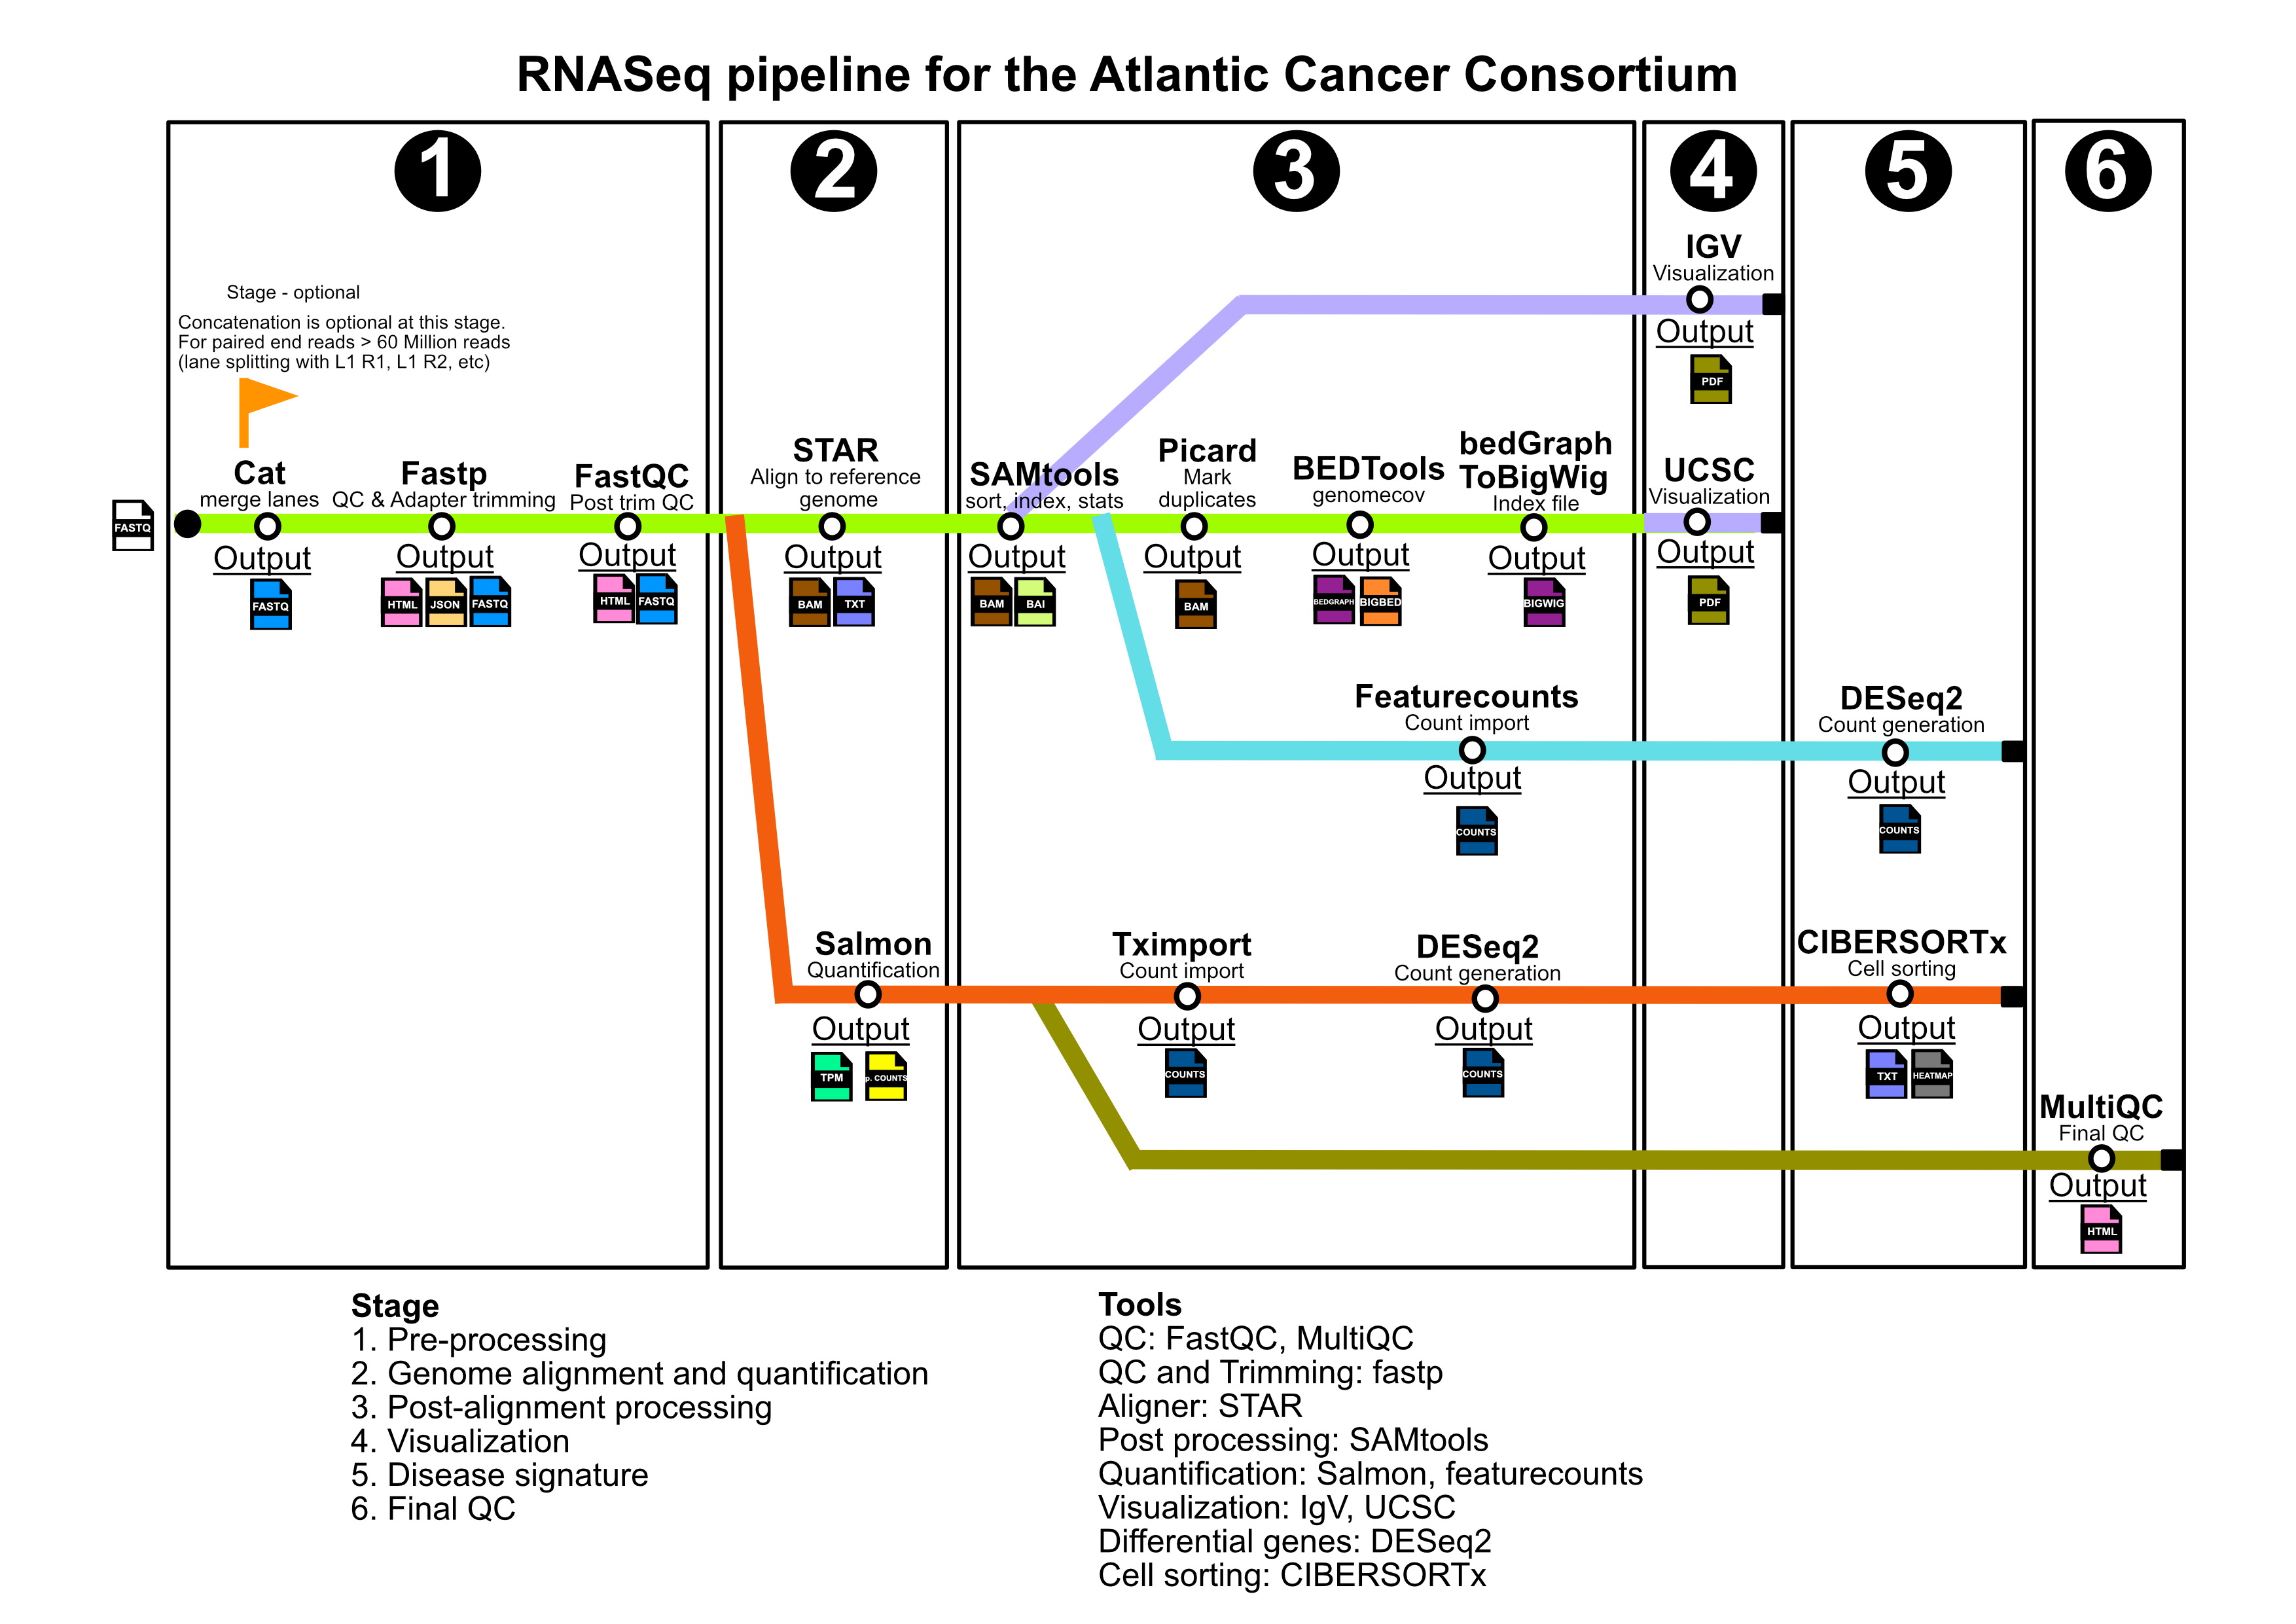 RNASeq pipeline for the Atlantic Cancer Consortium
1
2
3
4
5
6
Stage - optional
Concatenation is optional at this stage.
For paired end reads > 60 Million reads
(lane splitting with L1 R1, L1 R2, etc)
FASTQ
Cat
merge lanes
Output
FASTQ
Fastp
QC & Adapter trimming
Output
HTML
JSON
FASTQ
FastQC
Post trim QC
Output
HTML
FASTQ
STAR
Align to reference
genome
Output
BAM
TXT
SAMtools
sort, index, stats
Output
BAM
BAI
Picard
Mark
duplicates
Output
BAM
BEDTools
genomecov
Output
BEDGRAPH
BIGBED
bedGraph
ToBigWig
Index file
Output
BIGWIG
IGV
Visualization
Output
PDF
UCSC
Visualization
Output
PDF
Featurecounts
Count import
Output
COUNTS
DESeq2
Count generation
Output
COUNTS
Salmon
Quantification
Output
TPM
p. COUNTS
Tximport
Count import
Output
COUNTS
DESeq2
Count generation
Output
COUNTS
CIBERSORTx
Cell sorting
Output
TXT
HEATMAP
MultiQC
Final QC
Output
HTML
Stage
1. Pre-processing
2. Genome alignment and quantification
3. Post-alignment processing
4. Visualization
5. Disease signature
6. Final QC
Tools
QC: FastQC, MultiQC
QC and Trimming: fastp
Aligner: STAR
Post processing: SAMtools
Quantification: Salmon, featurecounts
Visualization: IgV, UCSC
Differential genes: DESeq2
Cell sorting: CIBERSORTx